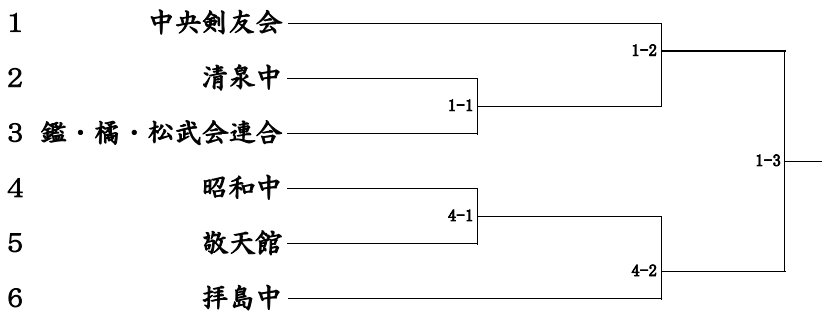 1 中央剣友会
1-2
2 清泉中
1-1
3 鑑・橘・松武会連合
1-3
4 昭和中
4-1
5 敬天館
4-2
6 拝島中